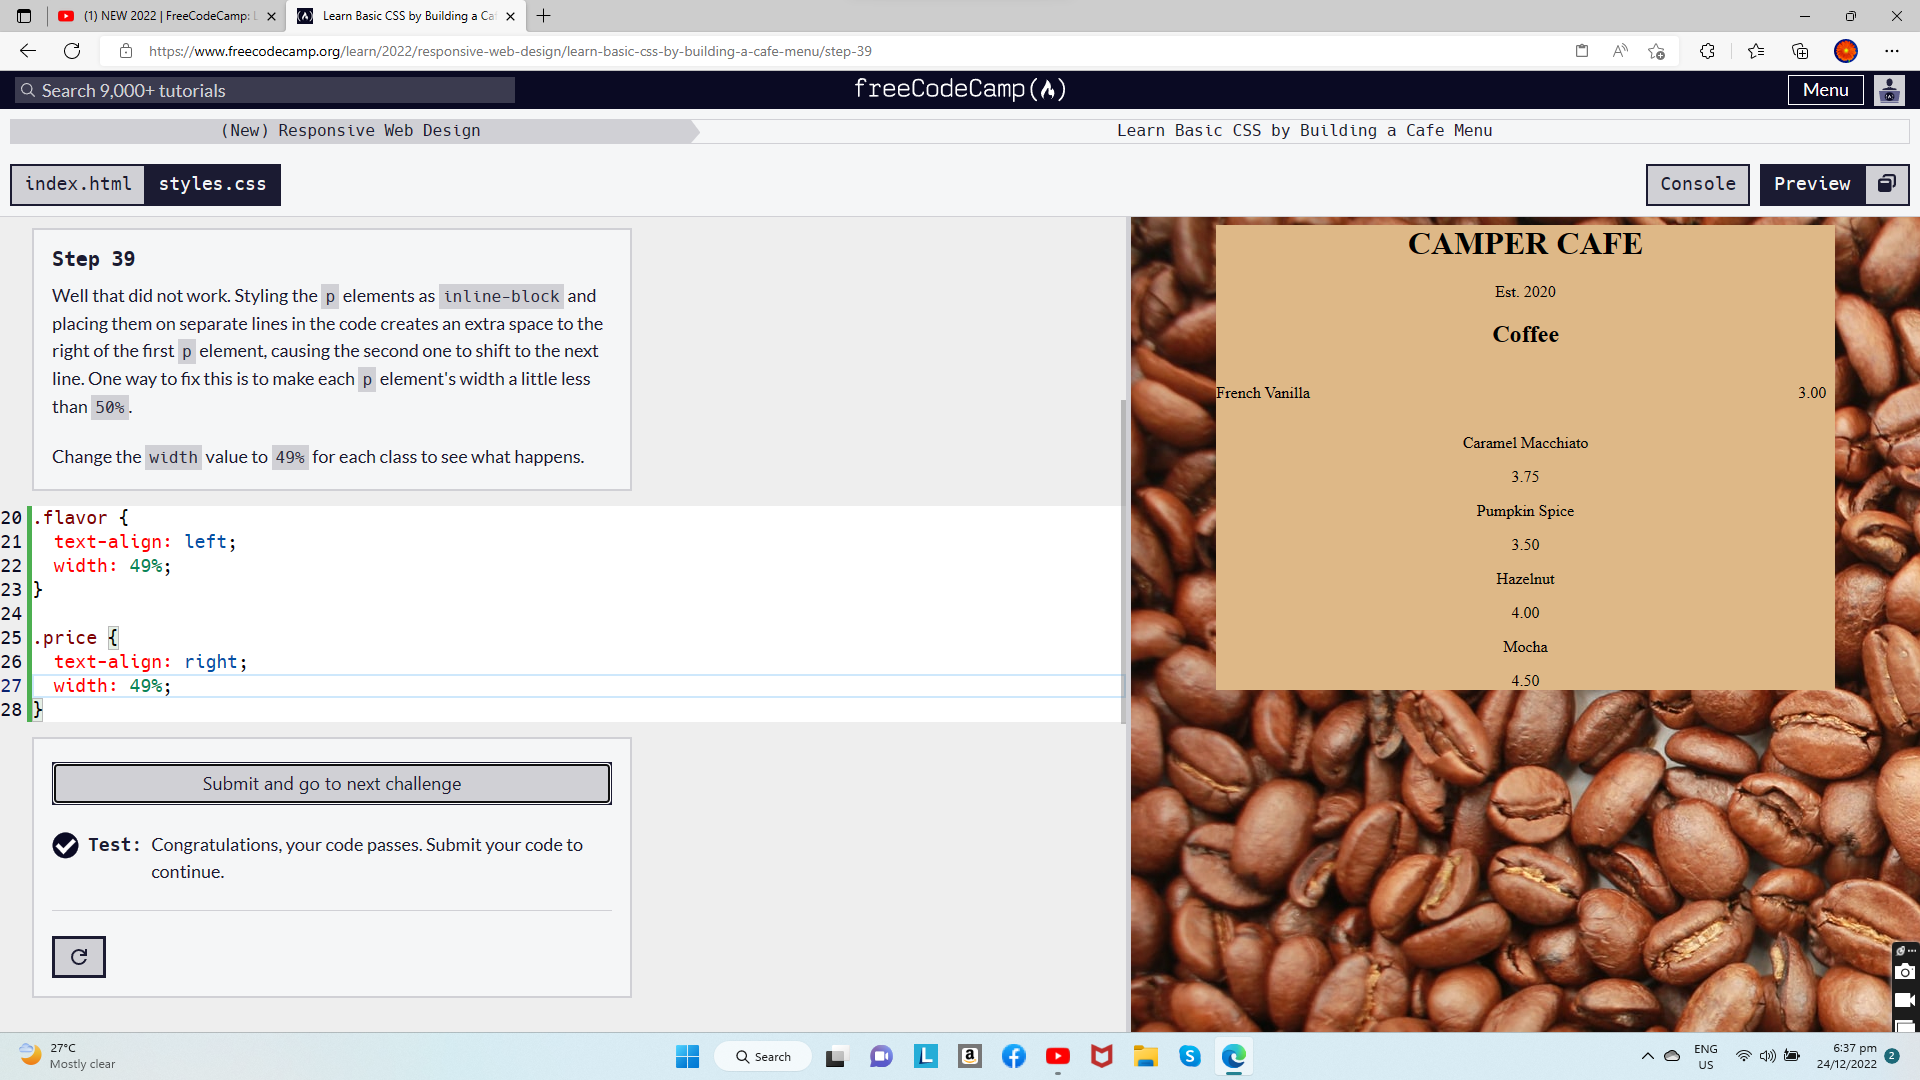 (1) NEW 2022 | FreeCodeCamp:
Learn Basic CSS by Building a Ca
https://www.freecodecamp.org/learn/2022/responsive-web-design/learn-basic-css-by-building-a-cafe-menu/step-39
Search 9,000+ tutorials
freeCodeCamp
Menu
(New) Responsive Web Design
Learn Basic CSS by Building a Cafe Menu
index.html
styles.css
Console
Preview
Step 39
Well that did not work. Styling the p elements as inline-block and
placing them on separate lines in the code creates an extra space to the
right of the first p element, causing the second one to shift to the next
line. One way to fix this is to make each p element's width a little less
than 50%.
Change the width value to 49% for each class to see what happens.
20 .flavor {
21 text-align: left;
22 width: 49%;
23 }
24
25 .price {
26 text-align: right;
27 width: 49%;
28 }
Submit and go to next challenge
Test: Congratulations, your code passes. Submit your code to
continue.
CAMPER CAFE
Est. 2020
Coffee
French Vanilla 3.00
Caramel Macchiato
3.75
Pumpkin Spice
3.50
Hazelnut
4.00
Mocha
4.50
27°C
Mostly clear
Search
ENG
US
6:37 pm
24/12/2022
2